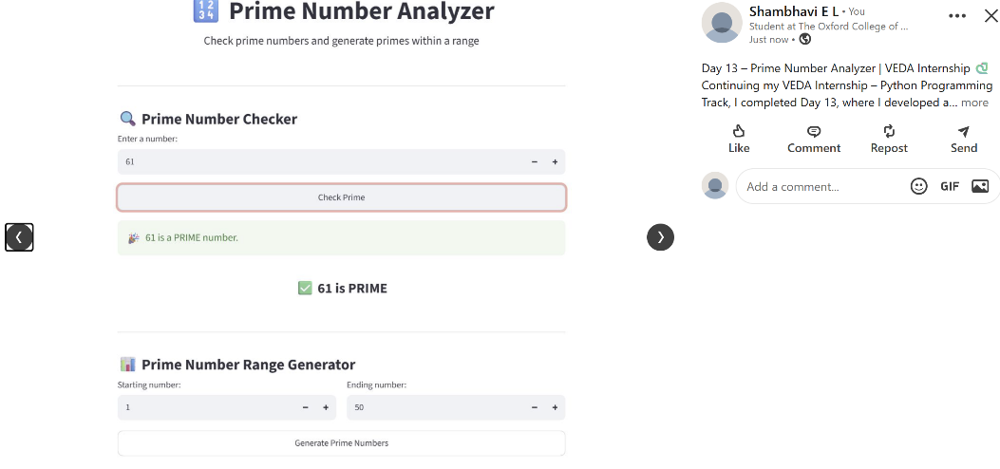 Prime Number Analyzer
Check prime numbers and generate primes within a range
Prime Number Checker
Enter a number:
61
Check Prime
61 is a PRIME number.
61 is PRIME
Prime Number Range Generator
Starting number:
Ending number:
1
50
Generate Prime Numbers
Shambhavi E L • You
Student at The Oxford College of ...
Just now •
Day 13 – Prime Number Analyzer | VEDA Internship
Continuing my VEDA Internship – Python Programming
Track, I completed Day 13, where I developed a... more
Like
Comment
Repost
Send
Add a comment...
GIF